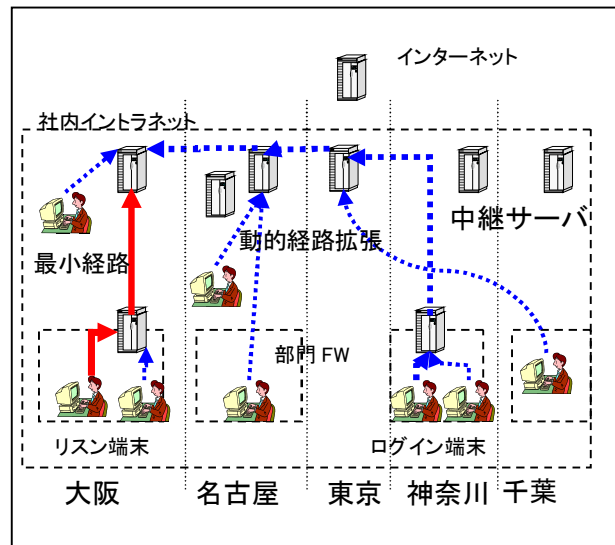 インターネット
社内イントラネット
中継サーバ
動的経路拡張
最小経路
部門 FW
リスン端末
ログイン端末
大阪
名古屋
東京
神奈川
千葉